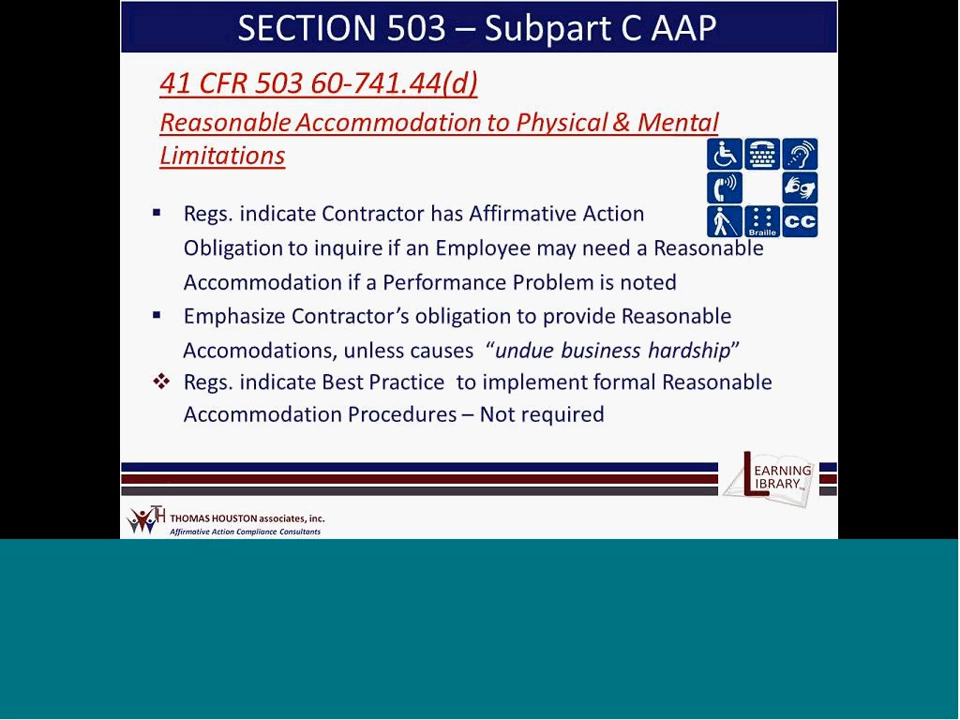 SECTION 503 – Subpart C AAP
41 CFR 503 60-741.44(d)
Reasonable Accommodation to Physical & Mental
Limitations
▪ Regs. indicate Contractor has Affirmative Action
Obligation to inquire if an Employee may need a Reasonable
Accommodation if a Performance Problem is noted
▪ Emphasize Contractor’s obligation to provide Reasonable
Accomodations, unless causes “undue business hardship”
❖ Regs. indicate Best Practice to implement formal Reasonable
Accommodation Procedures – Not required
Braille
CC
LEARNING
LIBRARY
TH
THOMAS HOUSTON associates, inc.
Affirmative Action Compliance Consultants